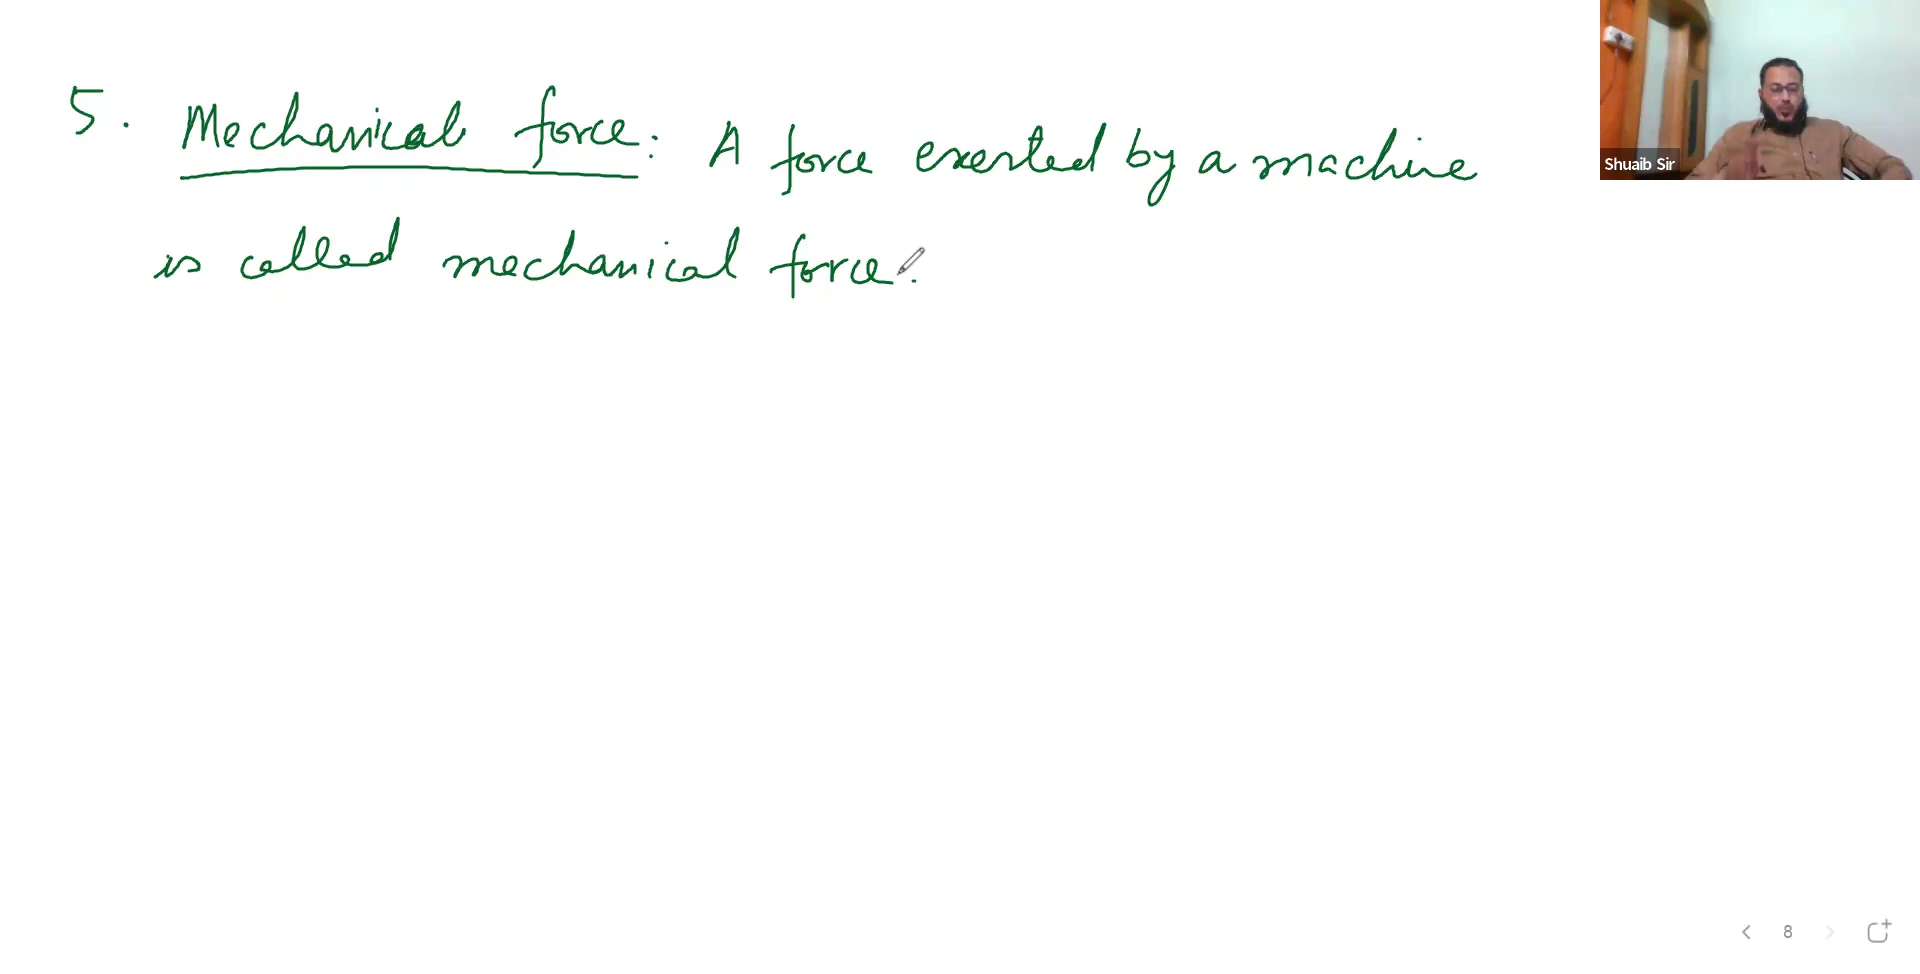 5. Mechanical force: A force exerted by a machine
is called mechanical force.
Shuaib Sir
8